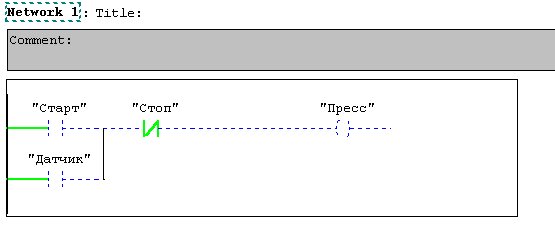 Network 1: Title:
Comment:
"Старт" "Стоп" "Пресс"
"Датчик"